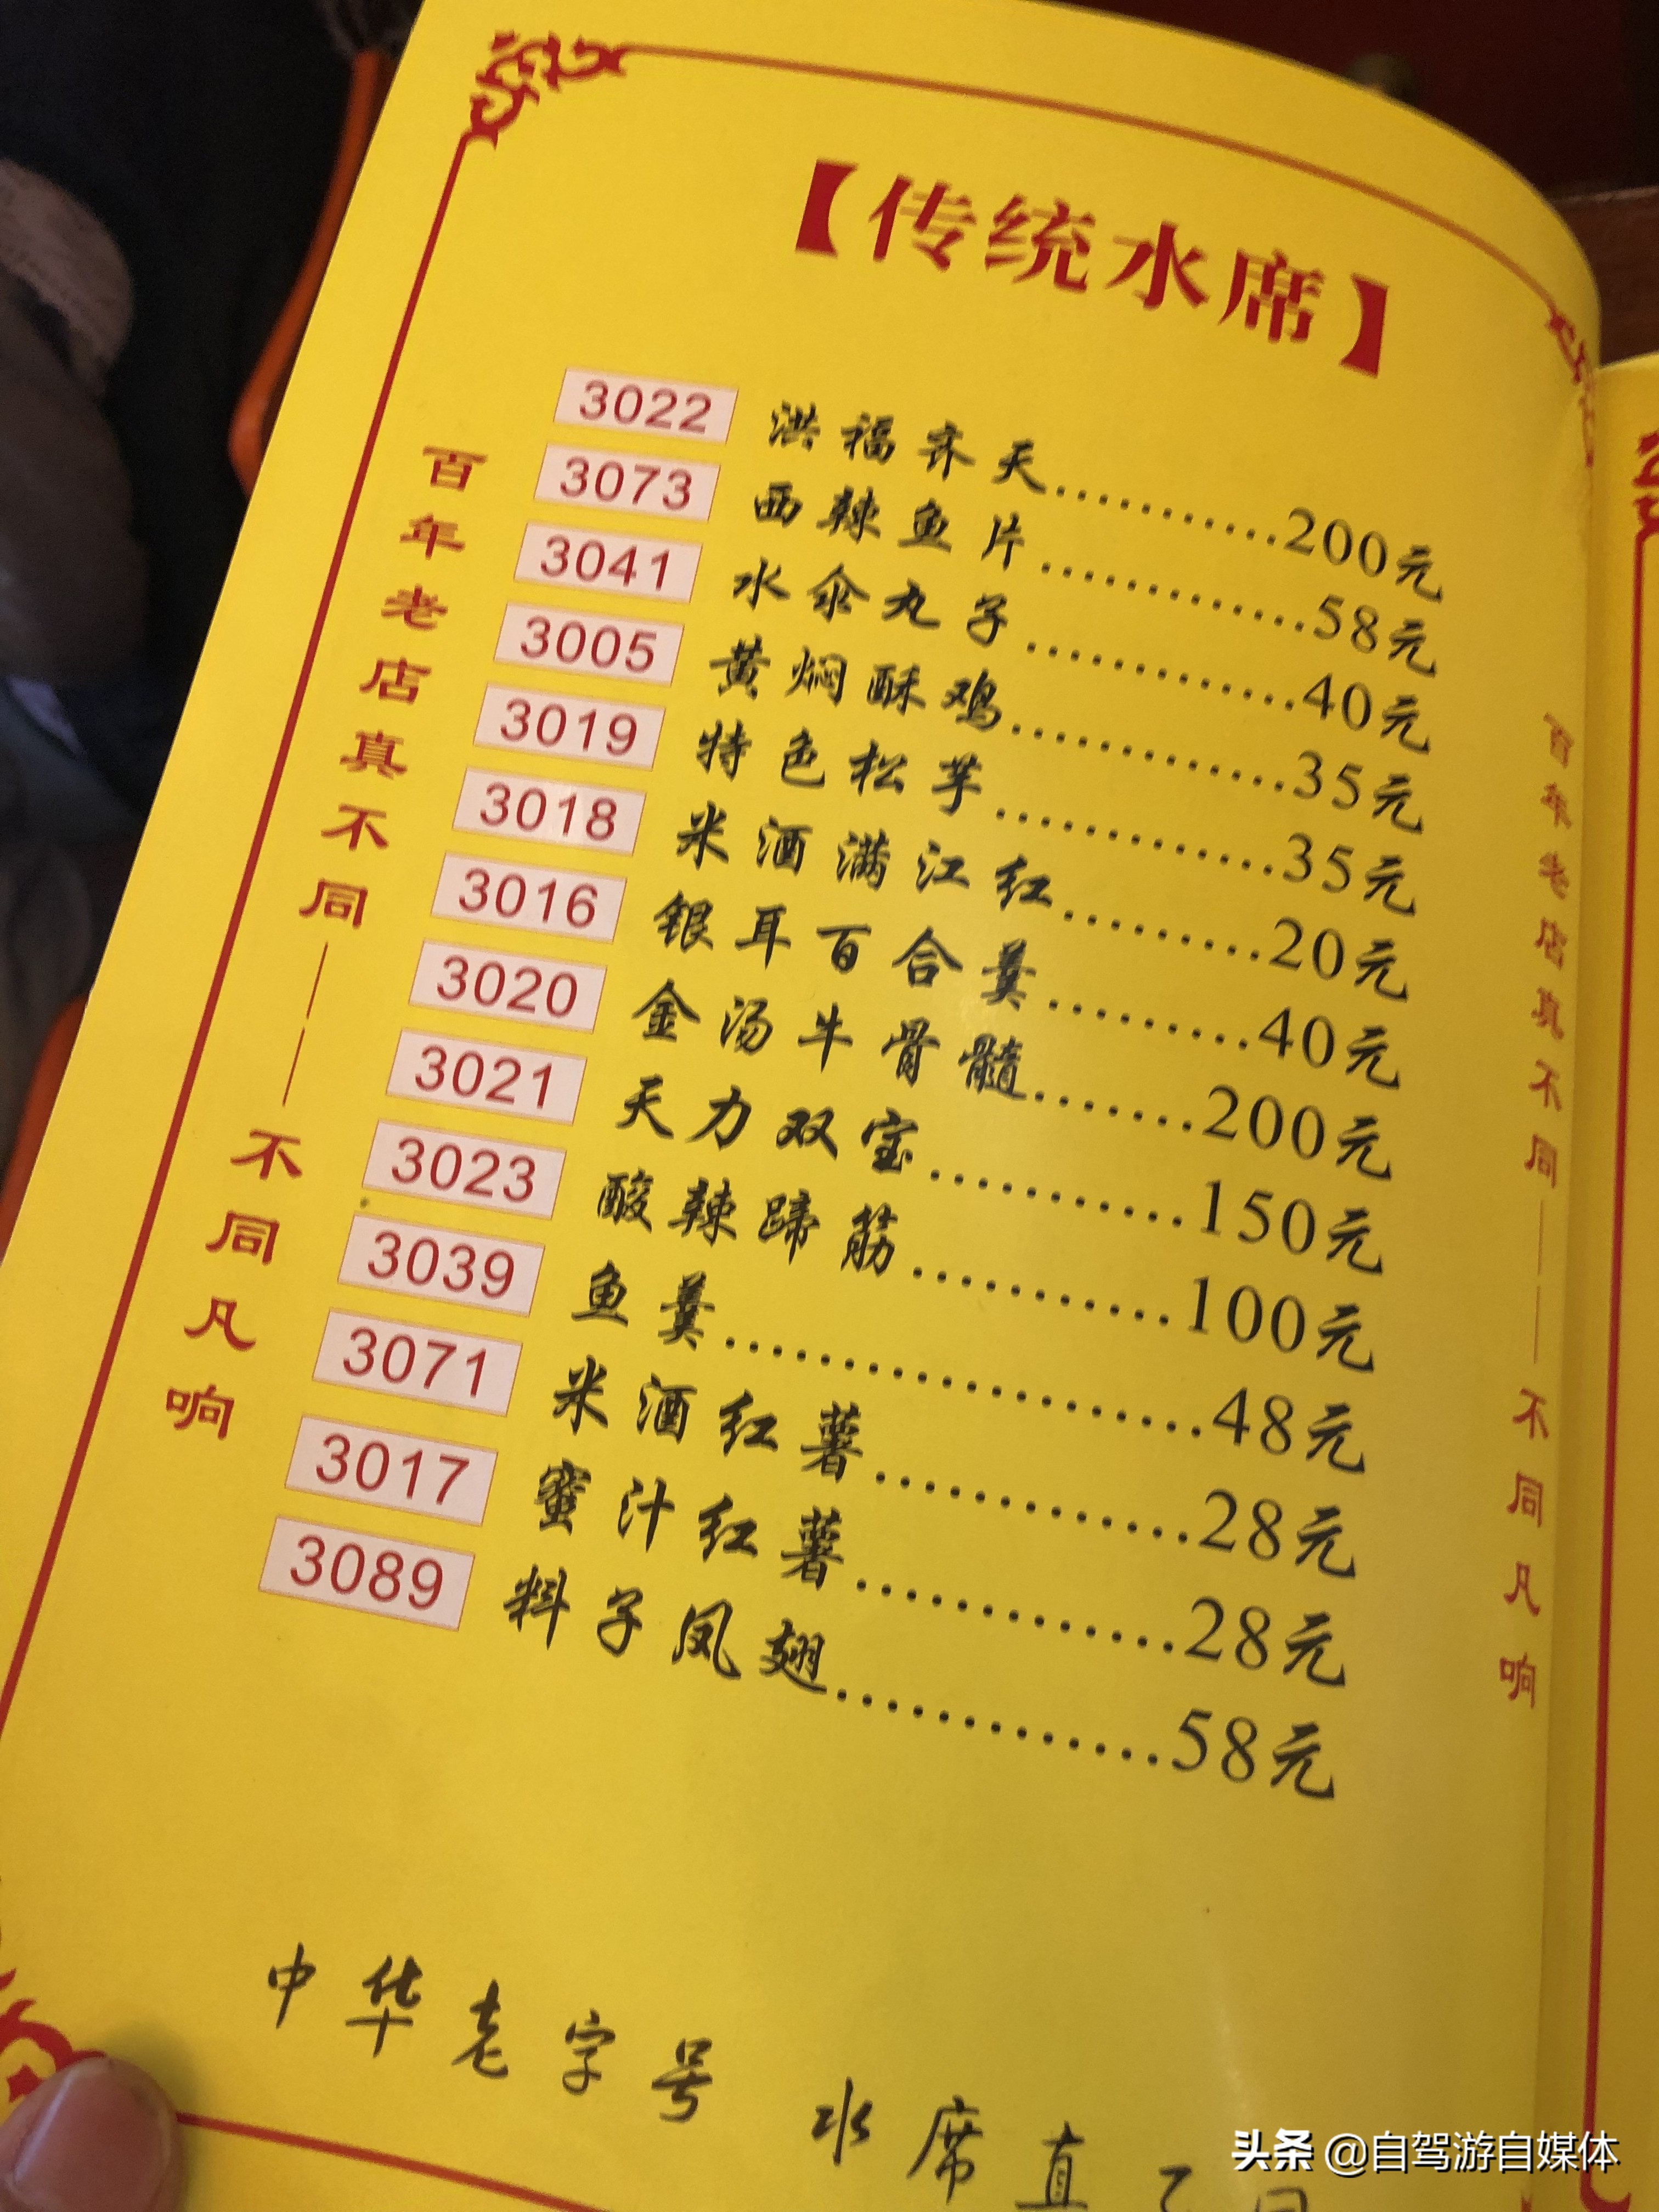 【传统水席】
3022 洪福齐天..........200元
3073 西辣鱼片............58元
3041 水汆丸子............40元
3005 黄焖酥鸡............35元
3019 特色松芋............35元
3018 米酒满江红.........20元
3016 银耳百合羹.........40元
3020 金汤牛骨髓.......200元
3021 天力双宝...........150元
3023 酸辣蹄筋...........100元
3039 鱼羹....................48元
3071 米酒红薯.............28元
3017 蜜汁红薯.............28元
3089 料子凤翅.............58元
百年老店真不同——不同凡响
百年老店真不同——不同凡响
中华老字号 水席真不同
头条 @自驾游自媒体